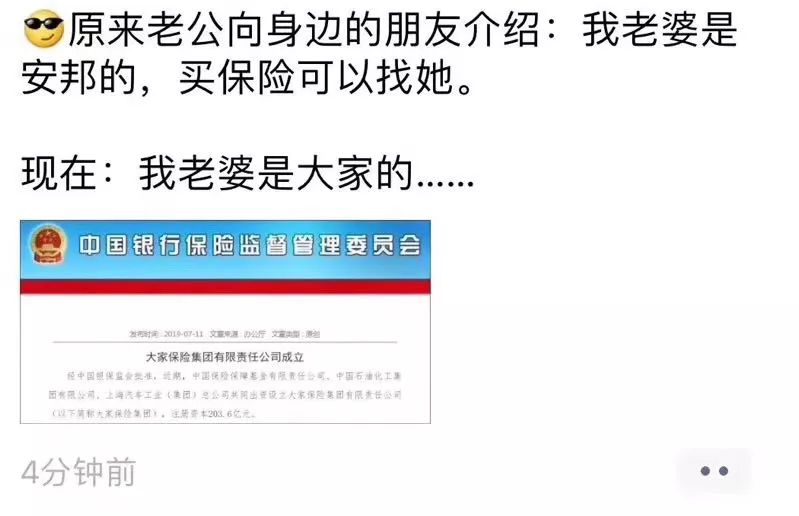 😎原来老公向身边的朋友介绍：我老婆是
安邦的，买保险可以找她。
现在：我老婆是大家的......
中国银行保险监督管理委员会
发布时间：2019-07-11 文章来源：办公厅 文章类型：原创
大家保险集团有限责任公司成立
经中国银保监会批准，近期，中国保险保障基金有限责任公司、中国石油化工集
团有限公司、上海汽车工业（集团）总公司共同出资设立大家保险集团有限责任公司
（以下简称大家保险集团），注册资本203.6亿元。
4分钟前